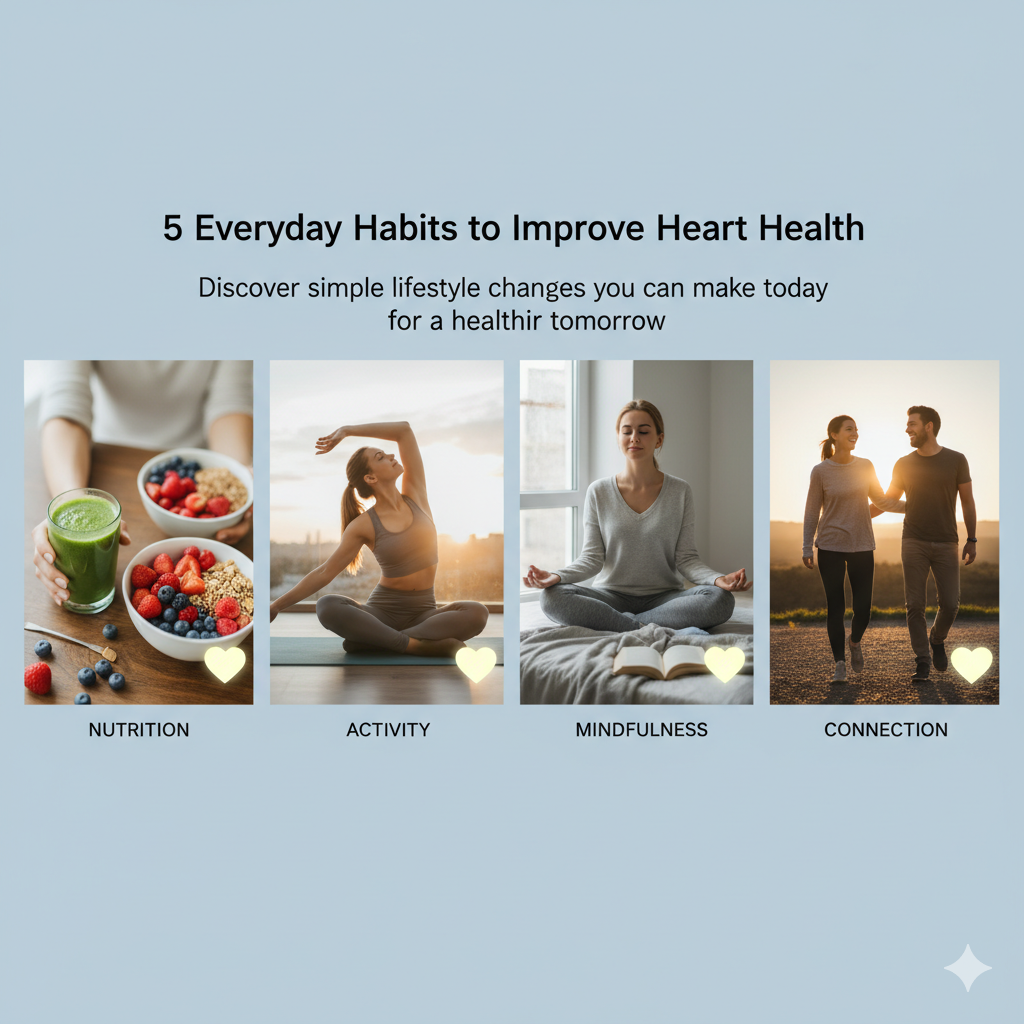 5 Everyday Habits to Improve Heart Health
Discover simple lifestyle changes you can make today
for a healthir tomorrow
NUTRITION
ACTIVITY
MINDFULNESS
CONNECTION